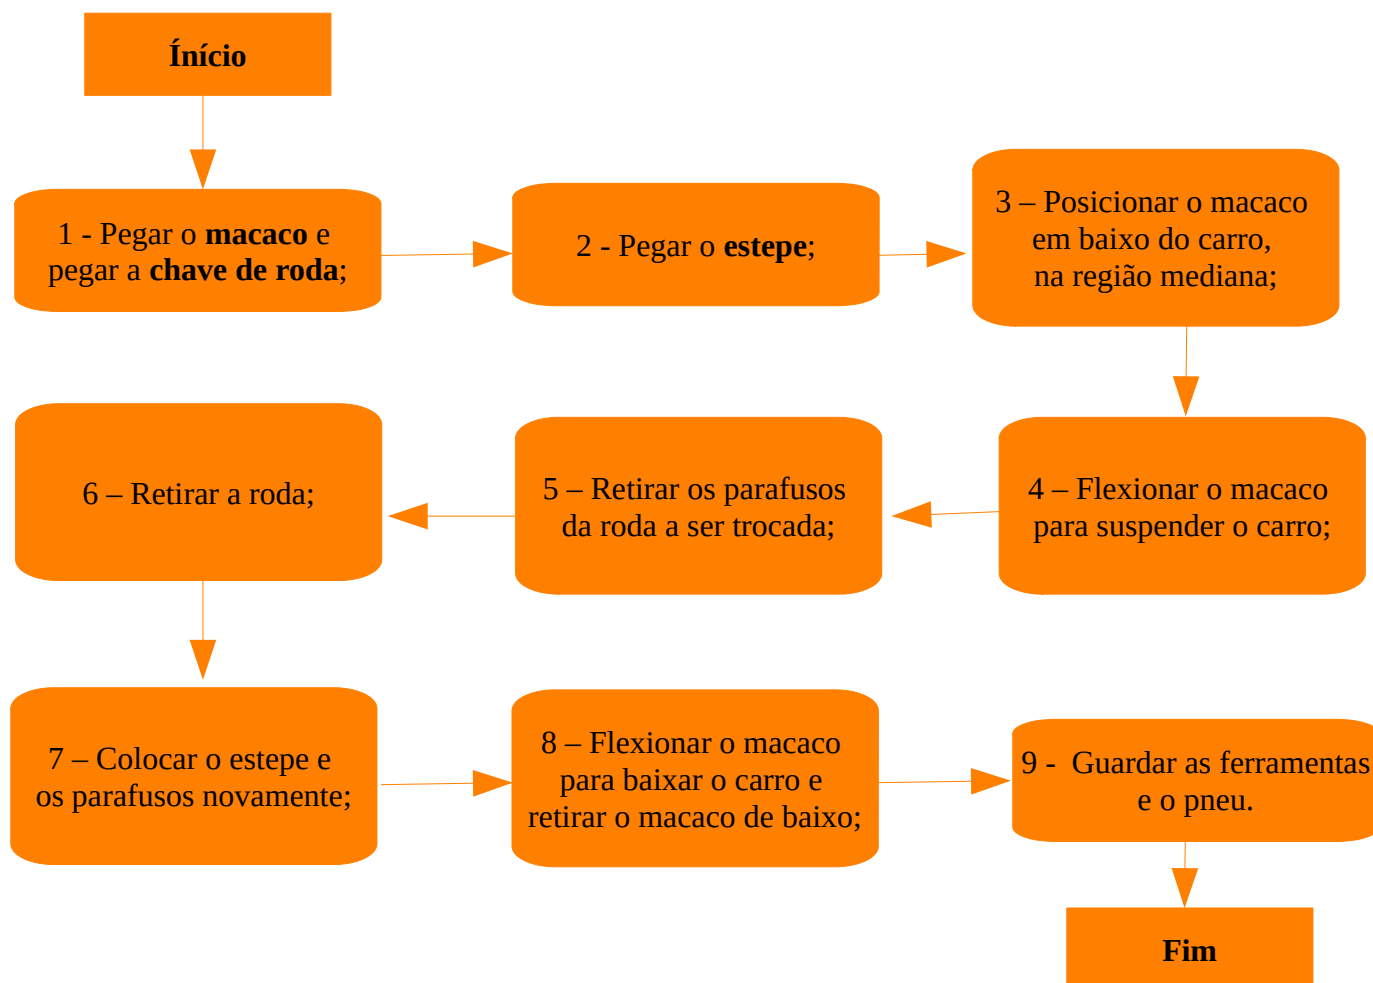 Ínício
1 - Pegar o macaco e
pegar a chave de roda;
2 - Pegar o estepe;
3 – Posicionar o macaco
em baixo do carro,
na região mediana;
4 – Flexionar o macaco
para suspender o carro;
5 – Retirar os parafusos
da roda a ser trocada;
6 – Retirar a roda;
7 – Colocar o estepe e
os parafusos novamente;
8 – Flexionar o macaco
para baixar o carro e
retirar o macaco de baixo;
9 -  Guardar as ferramentas
e o pneu.
Fim